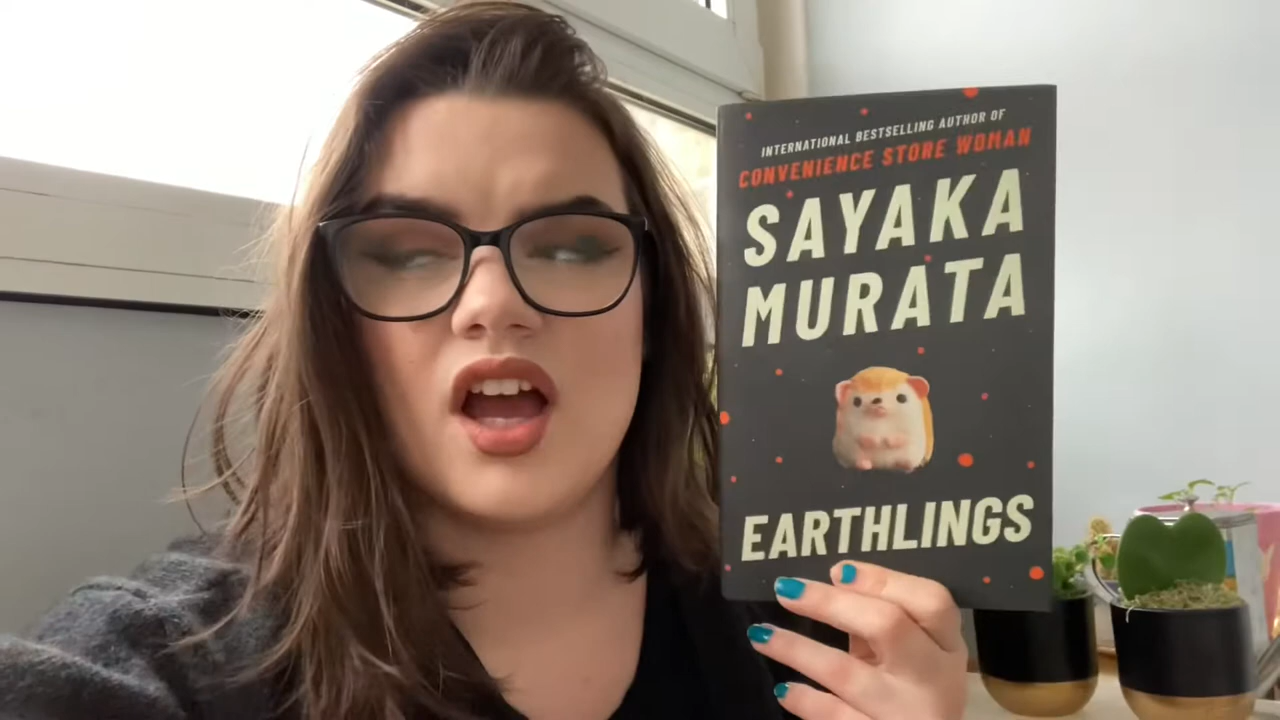 INTERNATIONAL BESTSELLING AUTHOR OF
CONVENIENCE STORE WOMAN
SAYAKA
MURATA
EARTHLINGS